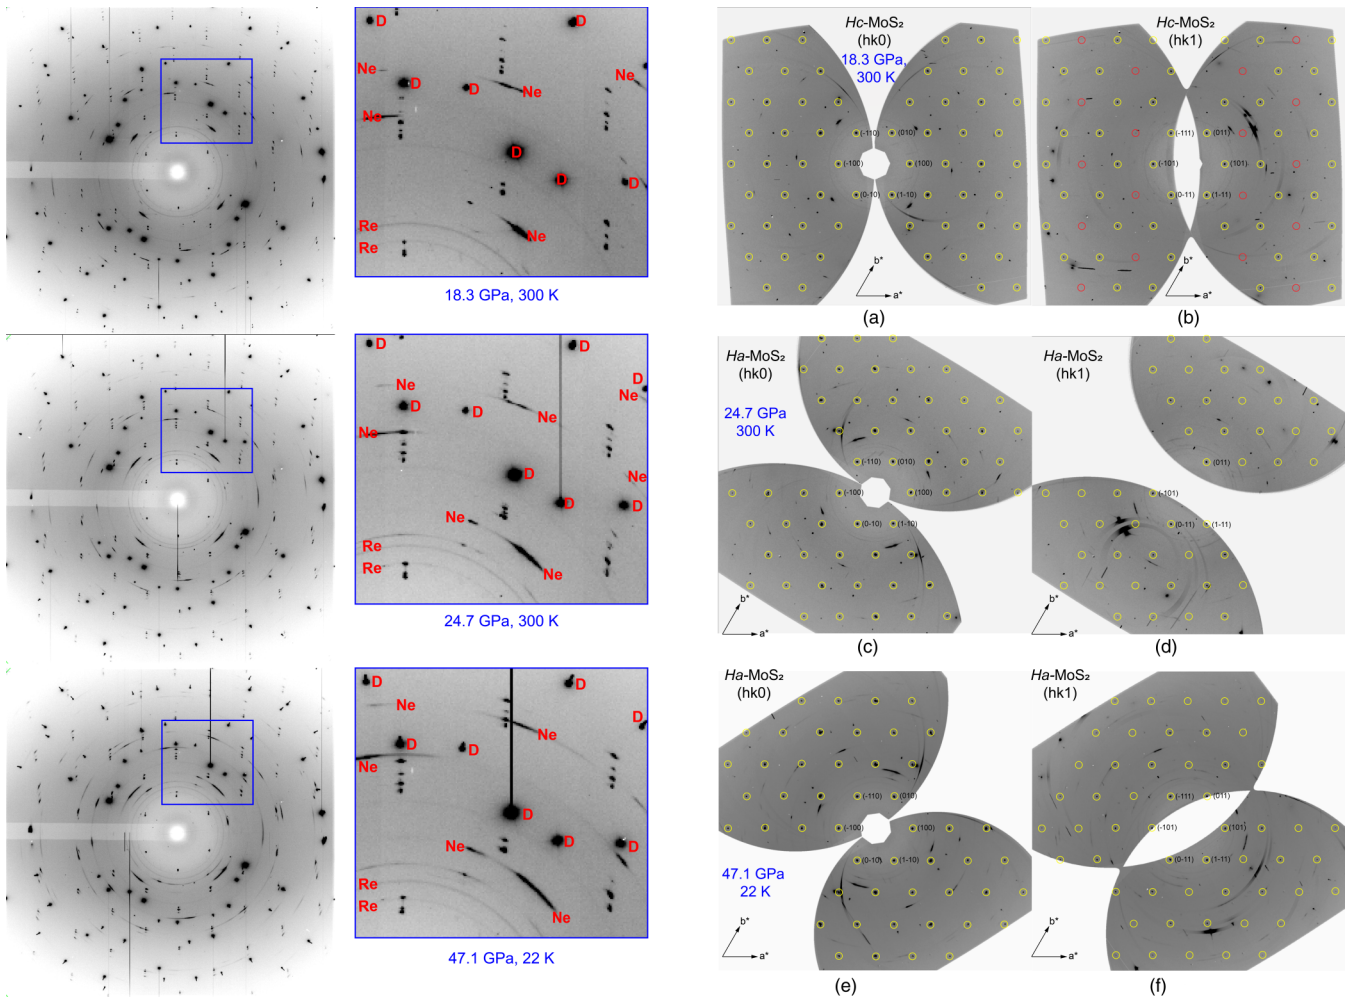 D
D
Ne
D
D
Ne
Ne
D
D
D
Re
Ne
Re
18.3 GPa, 300 K
D
D
Ne
D
D
D
Ne
Ne
Ne
D
Ne
D
D
Ne
Re
Re
Ne
24.7 GPa, 300 K
D
D
Ne
D
D
D
Ne
Ne
D
D
D
Ne
Re
Re
Ne
47.1 GPa, 22 K
Hc-MoS₂
(hk0)
18.3 GPa,
300 K
(-110)
(010)
(-100)
(100)
(0-10)
(1-10)
b*
a*
(a)
Hc-MoS₂
(hk1)
(-111)
(011)
(-101)
(101)
(0-11)
(1-11)
b*
a*
(b)
Ha-MoS₂
(hk0)
24.7 GPa
300 K
(-110)
(010)
(-100)
(100)
(0-10)
(1-10)
b*
a*
(c)
Ha-MoS₂
(hk1)
(011)
(-101)
(0-11)
(1-11)
b*
a*
(d)
Ha-MoS₂
(hk0)
(-110)
(010)
(-100)
(100)
(0-10)
(1-10)
47.1 GPa
22 K
b*
a*
(e)
Ha-MoS₂
(hk1)
(-111)
(011)
(-101)
(101)
(0-11)
(1-11)
b*
a*
(f)